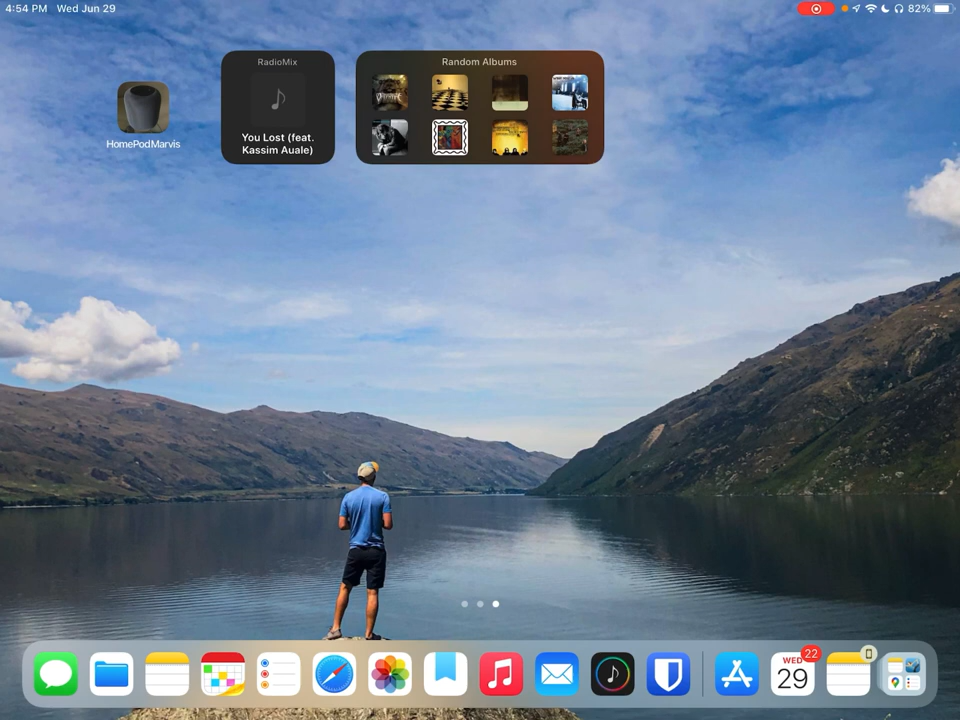 4:54 PM Wed Jun 29
82%
RadioMix
You Lost (feat.
Kassim Auale)
Random Albums
HomePodMarvis
WED
29
22